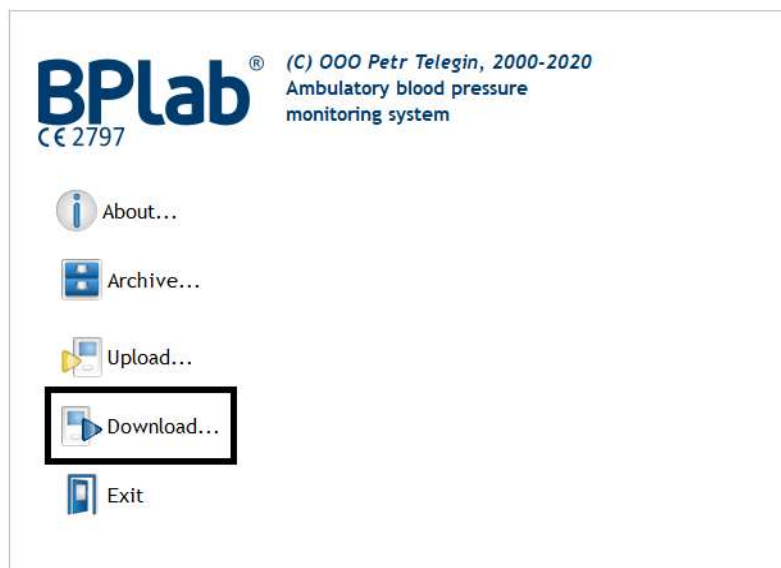 BPLab®
(C) OOO Petr Telegin, 2000-2020
Ambulatory blood pressure
monitoring system
CE 2797
About...
Archive...
Upload...
Download...
Exit